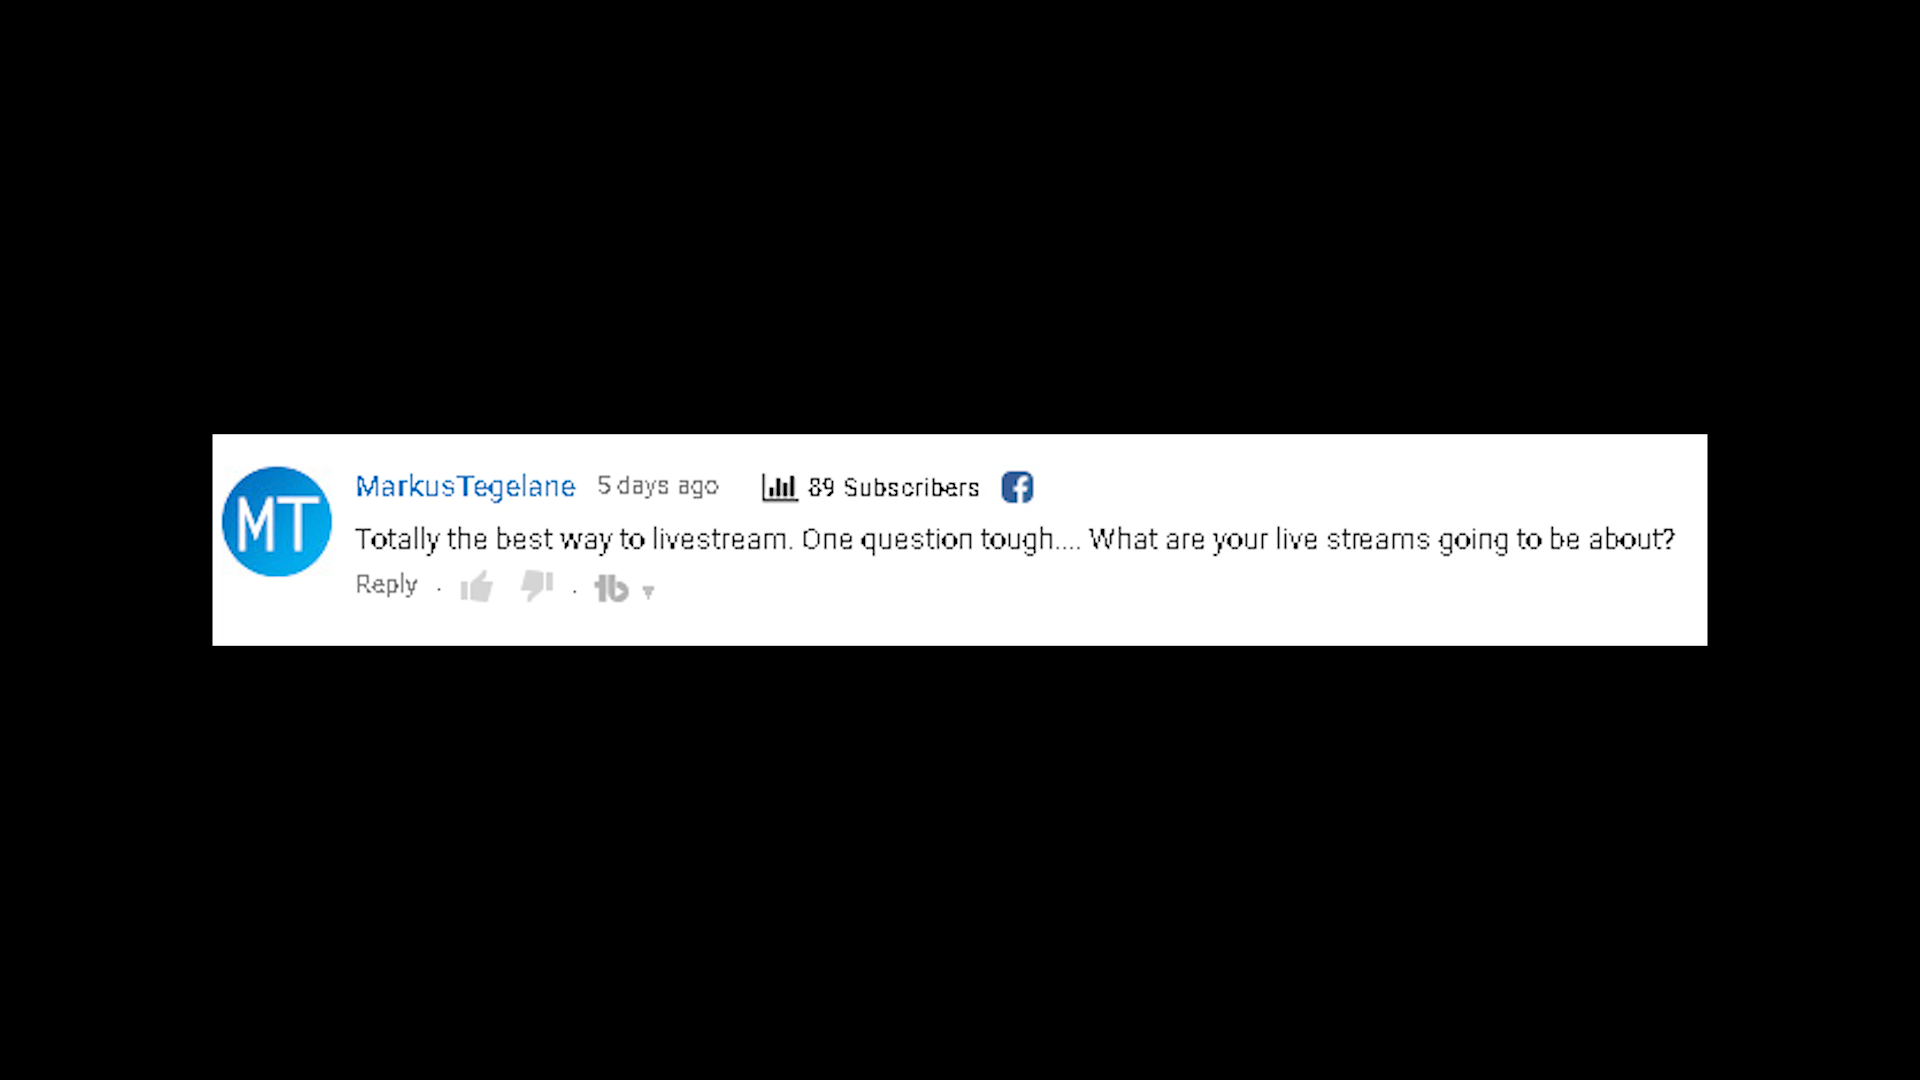 MT
MarkusTegelane 5 days ago 89 Subscribers
Totally the best way to livestream. One question tough.... What are your live streams going to be about?
Reply . . tb